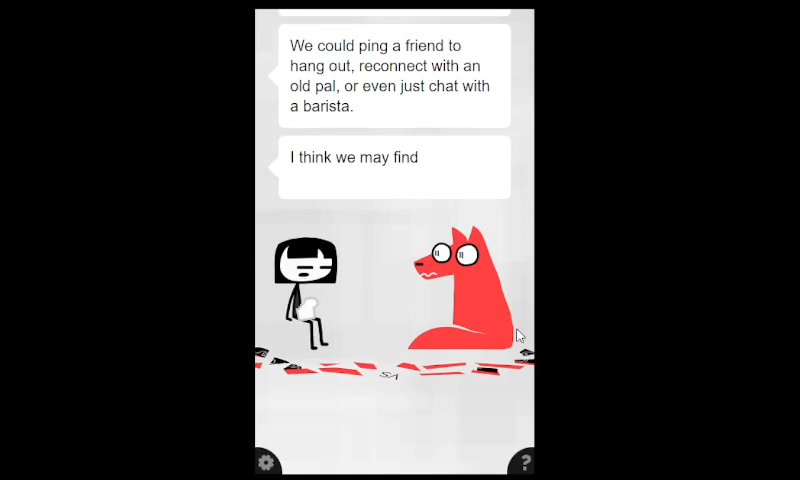 We could ping a friend to
hang out, reconnect with an
old pal, or even just chat with
a barista.
I think we may find
?